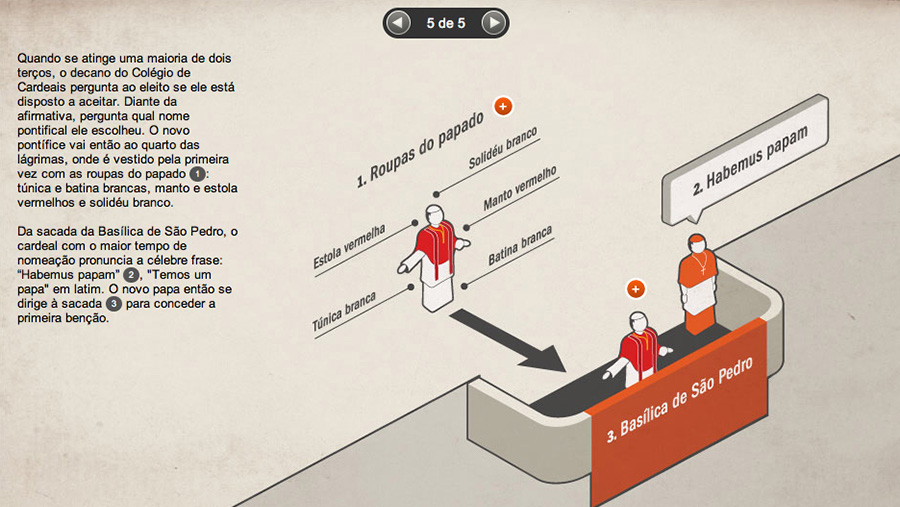 5 de 5
Quando se atinge uma maioria de dois
terços, o decano do Colégio de
Cardeais pergunta ao eleito se ele está
disposto a aceitar. Diante da
afirmativa, pergunta qual nome
pontifical ele escolheu. O novo
pontífice vai então ao quarto das
lágrimas, onde é vestido pela primeira
vez com as roupas do papado 1:
túnica e batina brancas, manto e estola
vermelhos e solidéu branco.
Da sacada da Basílica de São Pedro, o
cardeal com o maior tempo de
nomeação pronuncia a célebre frase:
“Habemus papam” 2, "Temos um
papa" em latim. O novo papa então se
dirige à sacada 3 para conceder a
primeira benção.
1. Roupas do papado
+
Solidéu branco
Manto vermelho
Estola vermelha
Batina branca
Túnica branca
2. Habemus papam
+
3. Basílica de São Pedro